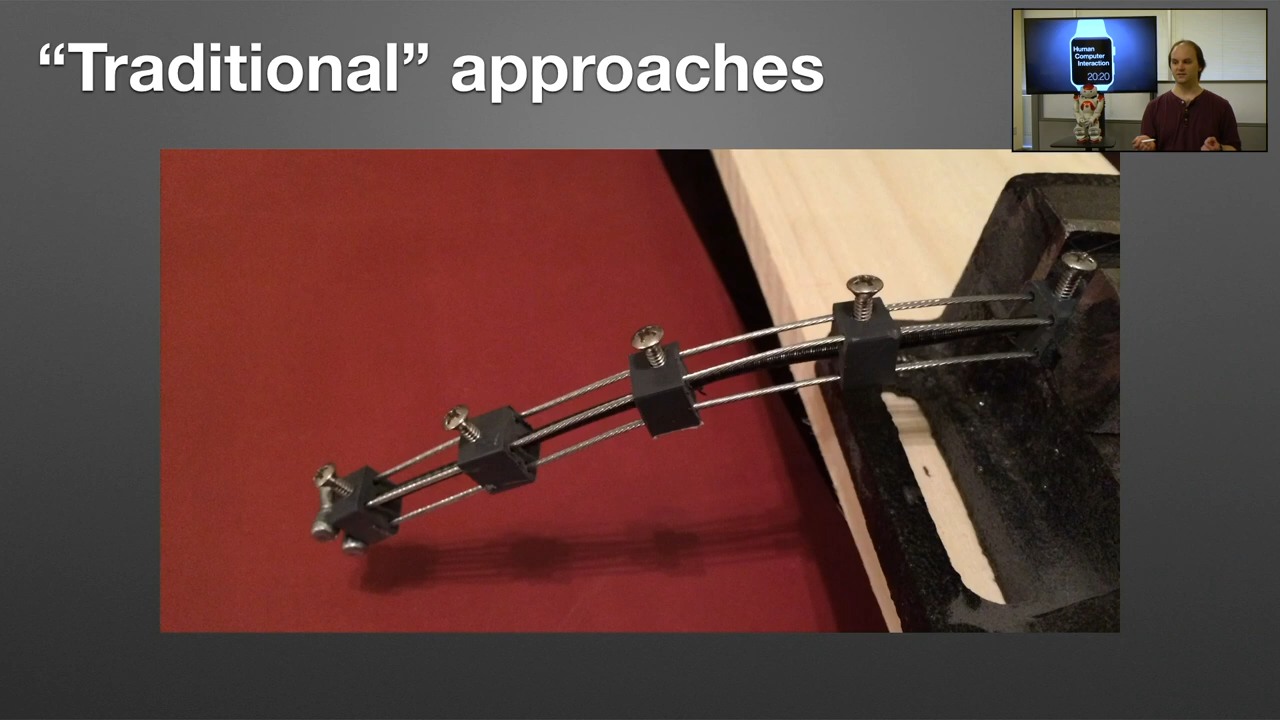 “Traditional” approaches
Human
Computer
Interaction
20:20